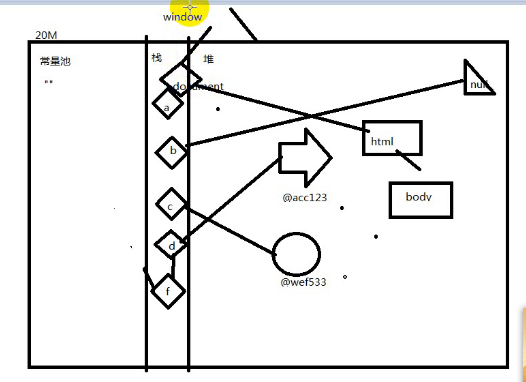 window
20M
常量池
栈
堆
""
document
null
a
html
b
@acc123
body
c
d
@wef533
f